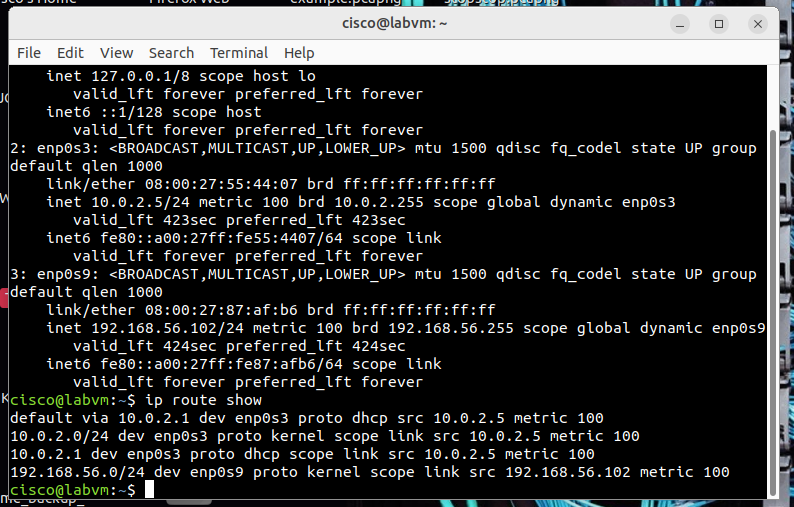 cisco@labvm: ~
File Edit View Search Terminal Help
    inet 127.0.0.1/8 scope host lo
       valid_lft forever preferred_lft forever
    inet6 ::1/128 scope host
       valid_lft forever preferred_lft forever
2: enp0s3: <BROADCAST,MULTICAST,UP,LOWER_UP> mtu 1500 qdisc fq_codel state UP group
default qlen 1000
    link/ether 08:00:27:55:44:07 brd ff:ff:ff:ff:ff:ff
    inet 10.0.2.5/24 metric 100 brd 10.0.2.255 scope global dynamic enp0s3
       valid_lft 423sec preferred_lft 423sec
    inet6 fe80::a00:27ff:fe55:4407/64 scope link
       valid_lft forever preferred_lft forever
3: enp0s9: <BROADCAST,MULTICAST,UP,LOWER_UP> mtu 1500 qdisc fq_codel state UP group
default qlen 1000
    link/ether 08:00:27:87:af:b6 brd ff:ff:ff:ff:ff:ff
    inet 192.168.56.102/24 metric 100 brd 192.168.56.255 scope global dynamic enp0s9
       valid_lft 424sec preferred_lft 424sec
    inet6 fe80::a00:27ff:fe87:afb6/64 scope link
       valid_lft forever preferred_lft forever
cisco@labvm:~$ ip route show
default via 10.0.2.1 dev enp0s3 proto dhcp src 10.0.2.5 metric 100
10.0.2.0/24 dev enp0s3 proto kernel scope link src 10.0.2.5 metric 100
10.0.2.1 dev enp0s3 proto dhcp scope link src 10.0.2.5 metric 100
192.168.56.0/24 dev enp0s9 proto kernel scope link src 192.168.56.102 metric 100
cisco@labvm:~$